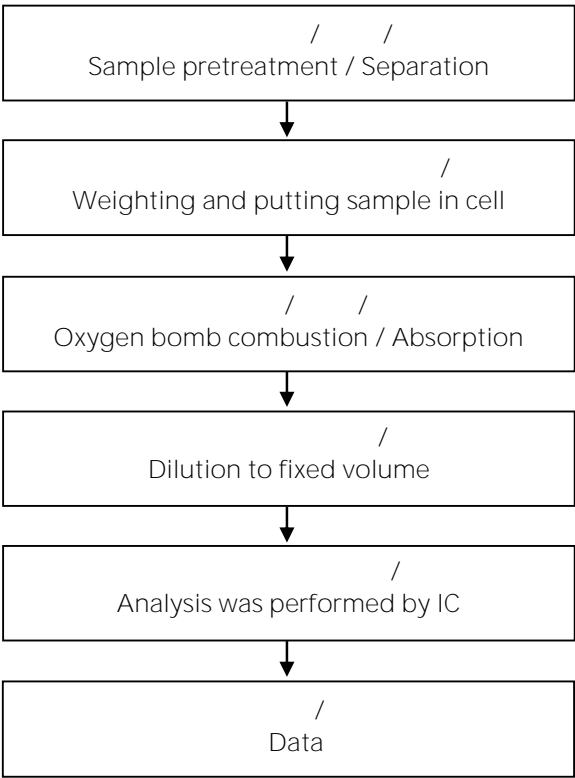 / /
Sample pretreatment / Separation
/
Weighting and putting sample in cell
/ /
Oxygen bomb combustion / Absorption
/
Dilution to fixed volume
/
Analysis was performed by IC
/
Data